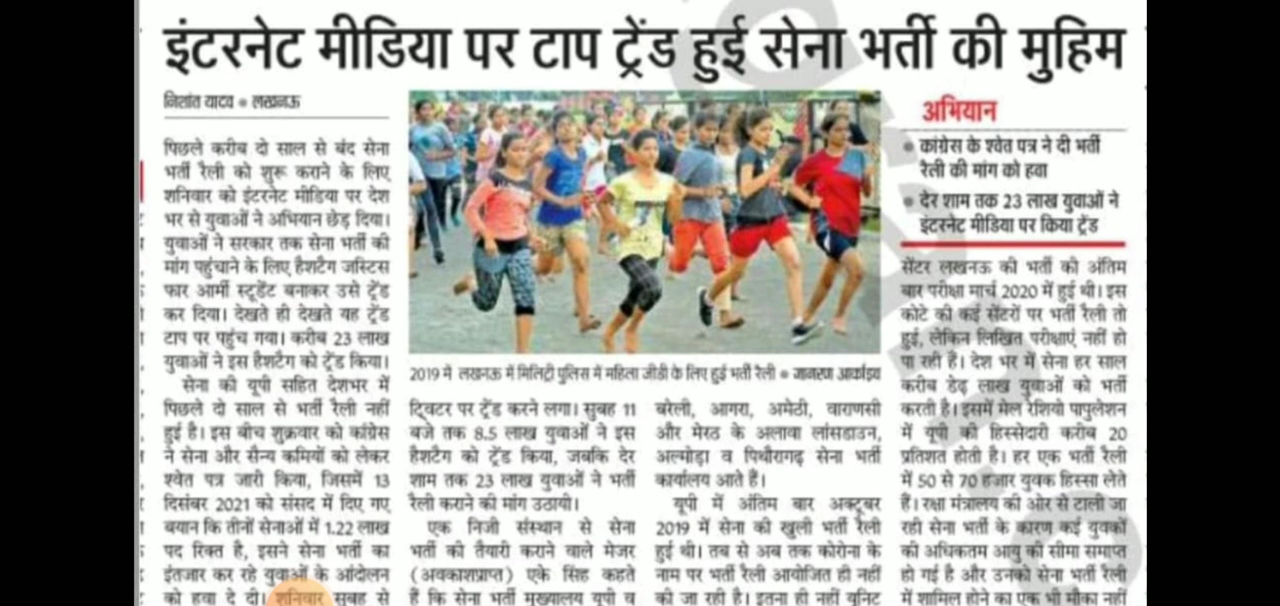 इंटरनेट मीडिया पर टाप ट्रेंड हुई सेना भर्ती की मुहिम
निशांत यादव ● लखनऊ
पिछले करीब दो साल से बंद सेना
भर्ती रैली को शुरू कराने के लिए
शनिवार को इंटरनेट मीडिया पर देश
भर से युवाओं ने अभियान छेड़ दिया।
युवाओं ने सरकार तक सेना भर्ती की
मांग पहुंचाने के लिए हैशटैग जस्टिस
फार आर्मी स्टूडेंट बनाकर उसे ट्रेंड
कर दिया। देखते ही देखते यह ट्रेंड
टाप पर पहुंच गया। करीब 23 लाख
युवाओं ने इस हैशटैग को ट्रेंड किया।
सेना की यूपी सहित देशभर में
पिछले दो साल से भर्ती रैली नहीं
हुई है। इस बीच शुक्रवार को कांग्रेस
ने सेना और सैन्य कर्मियों को लेकर
श्वेत पत्र जारी किया, जिसमें 13
दिसंबर 2021 को संसद में दिए गए
बयान कि तीनों सेनाओं में 1.22 लाख
पद रिक्त है, इसने सेना भर्ती का
इंतजार कर रहे युवाओं के आंदोलन
को हवा दे दी। शनिवार सुबह से
2019 में लखनऊ में मिलिट्री पुलिस में महिला जीडी के लिए हुई भर्ती रैली ● जागरण आर्काइव
ट्विटर पर ट्रेंड करने लगा। सुबह 11
बजे तक 8.5 लाख युवाओं ने इस
हैशटैग को ट्रेंड किया, जबकि देर
शाम तक 23 लाख युवाओं ने भर्ती
रैली कराने की मांग उठायी।
एक निजी संस्थान से सेना
भर्ती की तैयारी कराने वाले मेजर
(अवकाशप्राप्त) एके सिंह कहते
हैं कि सेना भर्ती मुख्यालय यूपी व
बरेली, आगरा, अमेठी, वाराणसी
और मेरठ के अलावा लांसडाउन,
अल्मोड़ा व पिथौरागढ़ सेना भर्ती
कार्यालय आते हैं।
यूपी में अंतिम बार अक्टूबर
2019 में सेना की खुली भर्ती रैली
हुई थी। तब से अब तक कोरोना के
नाम पर भर्ती रैली आयोजित ही नहीं
की जा रही है। इतना ही नहीं यूनिट
अभियान
● कांग्रेस के श्वेत पत्र ने दी भर्ती
रैली की मांग को हवा
● देर शाम तक 23 लाख युवाओं ने
इंटरनेट मीडिया पर किया ट्रेंड
सेंटर लखनऊ की भर्ती की अंतिम
बार परीक्षा मार्च 2020 में हुई थी। इस
कोटे की कई सेंटरों पर भर्ती रैली तो
हुई, लेकिन लिखित परीक्षाएं नहीं हो
पा रही हैं। देश भर में सेना हर साल
करीब डेढ़ लाख युवाओं को भर्ती
करती है। इसमें मेल रेशियो पापुलेशन
में यूपी की हिस्सेदारी करीब 20
प्रतिशत होती है। हर एक भर्ती रैली
में 50 से 70 हजार युवक हिस्सा लेते
हैं। रक्षा मंत्रालय की ओर से टाली जा
रही सेना भर्ती के कारण कई युवकों
की अधिकतम आयु की सीमा समाप्त
हो गई है और उनको सेना भर्ती रैली
में शामिल होने का एक भी मौका नहीं